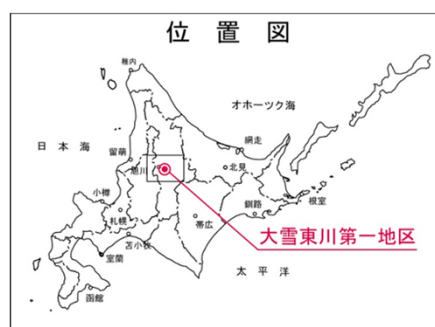 位置図
稚内
オホーツク海
網走
日本海
留萌
旭川
北見
小樽
根室
釧路
札幌
帯広
苫小牧
大雪東川第一地区
室蘭
太平洋
函館